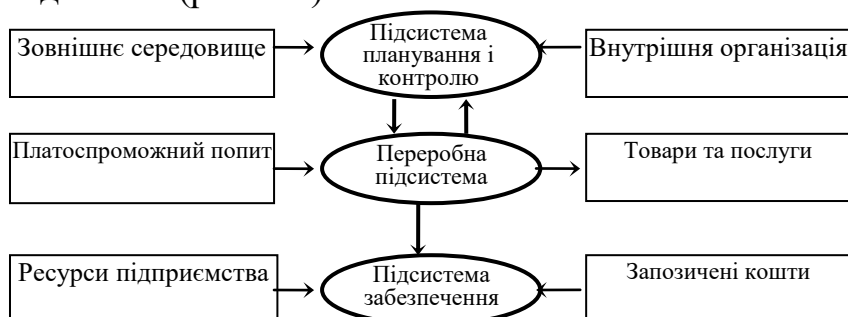 Зовнішнє середовище
Підсистема
планування і
контролю
Внутрішня організація
Платоспроможний попит
Переробна
підсистема
Товари та послуги
Ресурси підприємства
Підсистема
забезпечення
Запозичені кошти